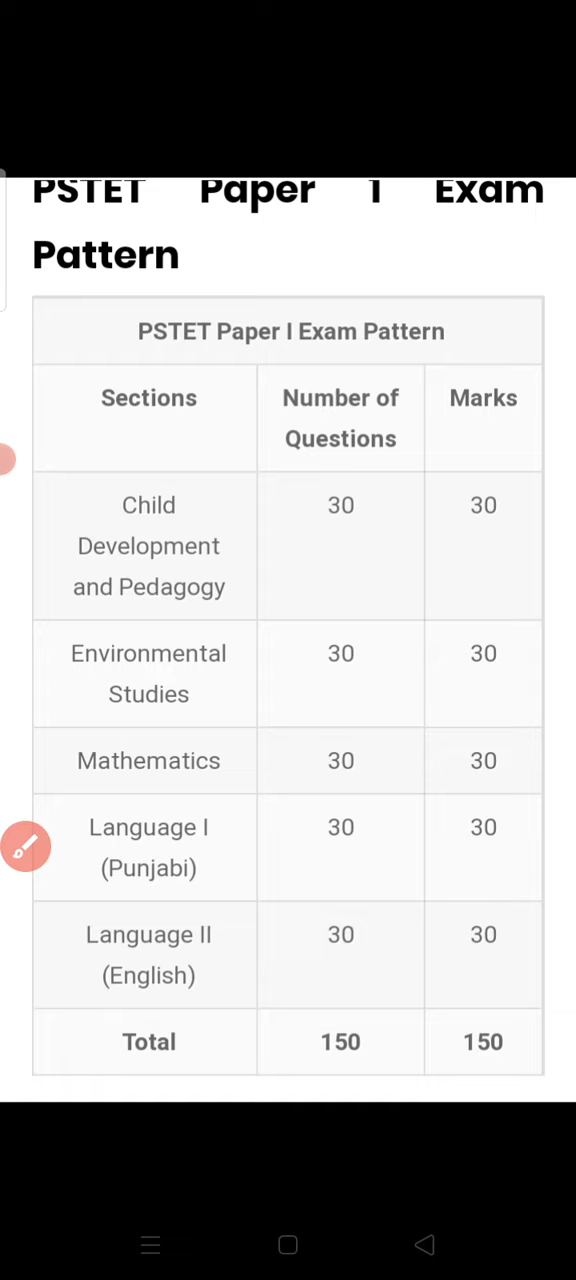 PSTET Paper 1 Exam
Pattern
PSTET Paper I Exam Pattern
Sections Number of Questions Marks
Child Development and Pedagogy 30 30
Environmental Studies 30 30
Mathematics 30 30
Language I (Punjabi) 30 30
Language II (English) 30 30
Total 150 150